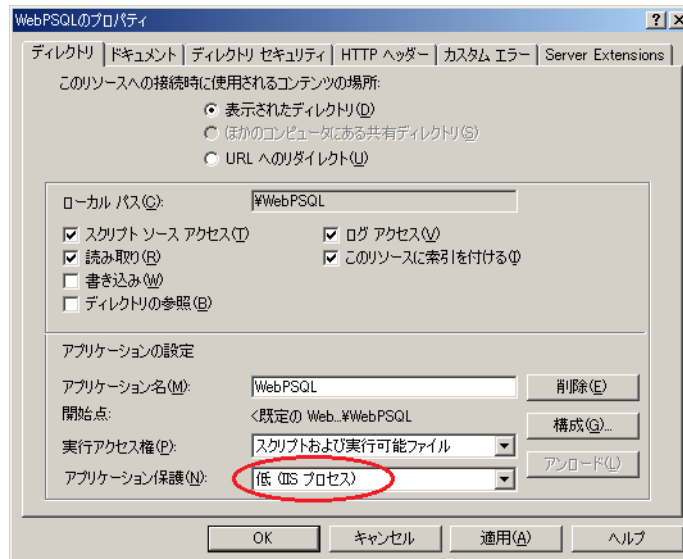 WebPSQLのプロパティ
ディレクトリ ドキュメント ディレクトリ セキュリティ HTTP ヘッダー カスタム エラー Server Extensions
このリソースへの接続時に使用されるコンテンツの場所:
表示されたディレクトリ(D)
ほかのコンピュータにある共有ディレクトリ(S)
URL へのリダイレクト(U)
ローカル パス(C): ¥WebPSQL
スクリプト ソース アクセス(T) ログ アクセス(V)
読み取り(R) このリソースに索引を付ける(I)
書き込み(W)
ディレクトリの参照(B)
アプリケーションの設定
アプリケーション名(M): WebPSQL 削除(E)
開始点: <既定の Web...¥WebPSQL 構成(G)...
実行アクセス権(P): スクリプトおよび実行可能ファイル
アプリケーション保護(N): 低 (IIS プロセス) アンロード(L)
OK キャンセル 適用(A) ヘルプ